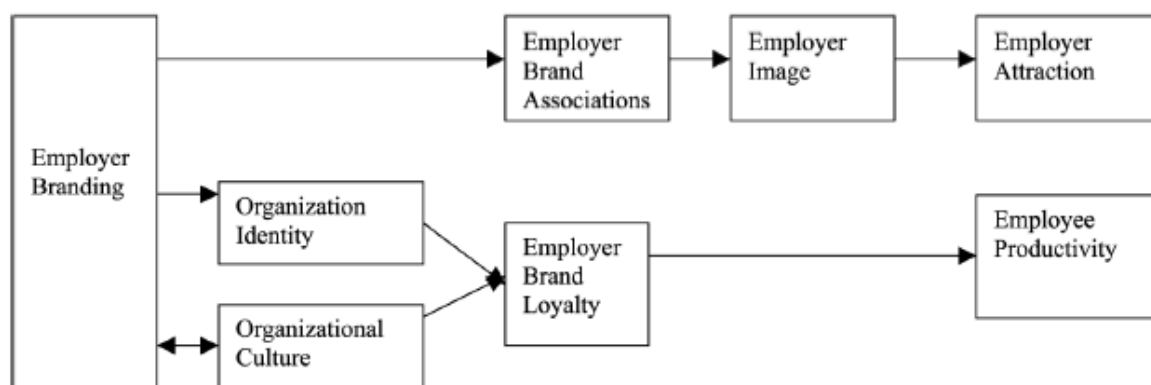 Employer
Brand
Associations
Employer
Image
Employer
Attraction
Employer
Branding
Organization
Identity
Employer
Brand
Loyalty
Employee
Productivity
Organizational
Culture